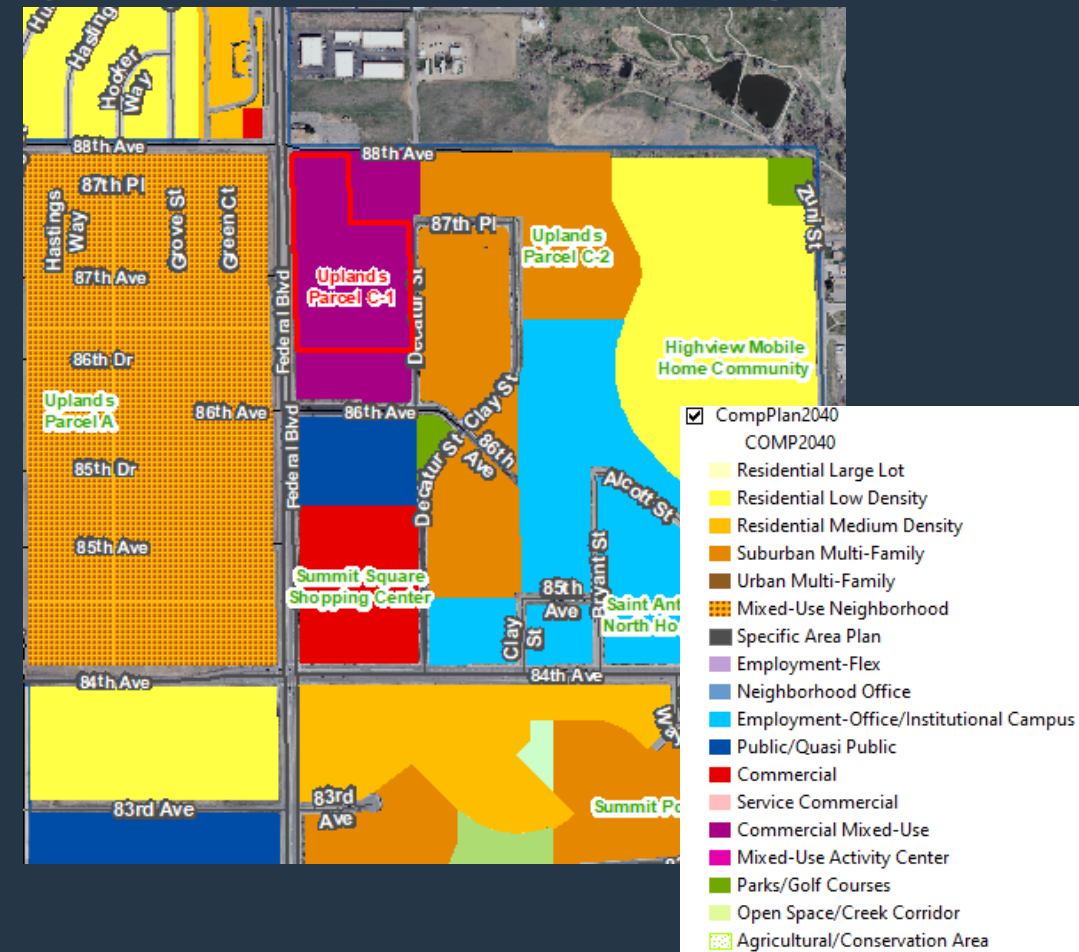 Hu
Hastings
Hooker
Way
88th Ave
88th Ave
87th Pl
Hastings
Way
Grove St
Green Ct
87th Ave
Federal Blvd
Uplands
Parcel C-1
87th Pl
Decatur St
Uplands
Parcel C-2
Zuni St
86th Dr
Highview Mobile
Home Community
Uplands
Parcel A
86th Ave
Federal Blvd
86th Ave
Clay St
86th
Ave
Decatur St
85th Dr
Alcott St
85th Ave
Summit Square
Shopping Center
85th
Ave
Bryant St
Clay
St
Saint Ant
North Ho
84th Ave
84th Ave
Way
83rd Ave
83rd
Ave
Summit Po
CompPlan2040
COMP2040
Residential Large Lot
Residential Low Density
Residential Medium Density
Suburban Multi-Family
Urban Multi-Family
Mixed-Use Neighborhood
Specific Area Plan
Employment-Flex
Neighborhood Office
Employment-Office/Institutional Campus
Public/Quasi Public
Commercial
Service Commercial
Commercial Mixed-Use
Mixed-Use Activity Center
Parks/Golf Courses
Open Space/Creek Corridor
Agricultural/Conservation Area